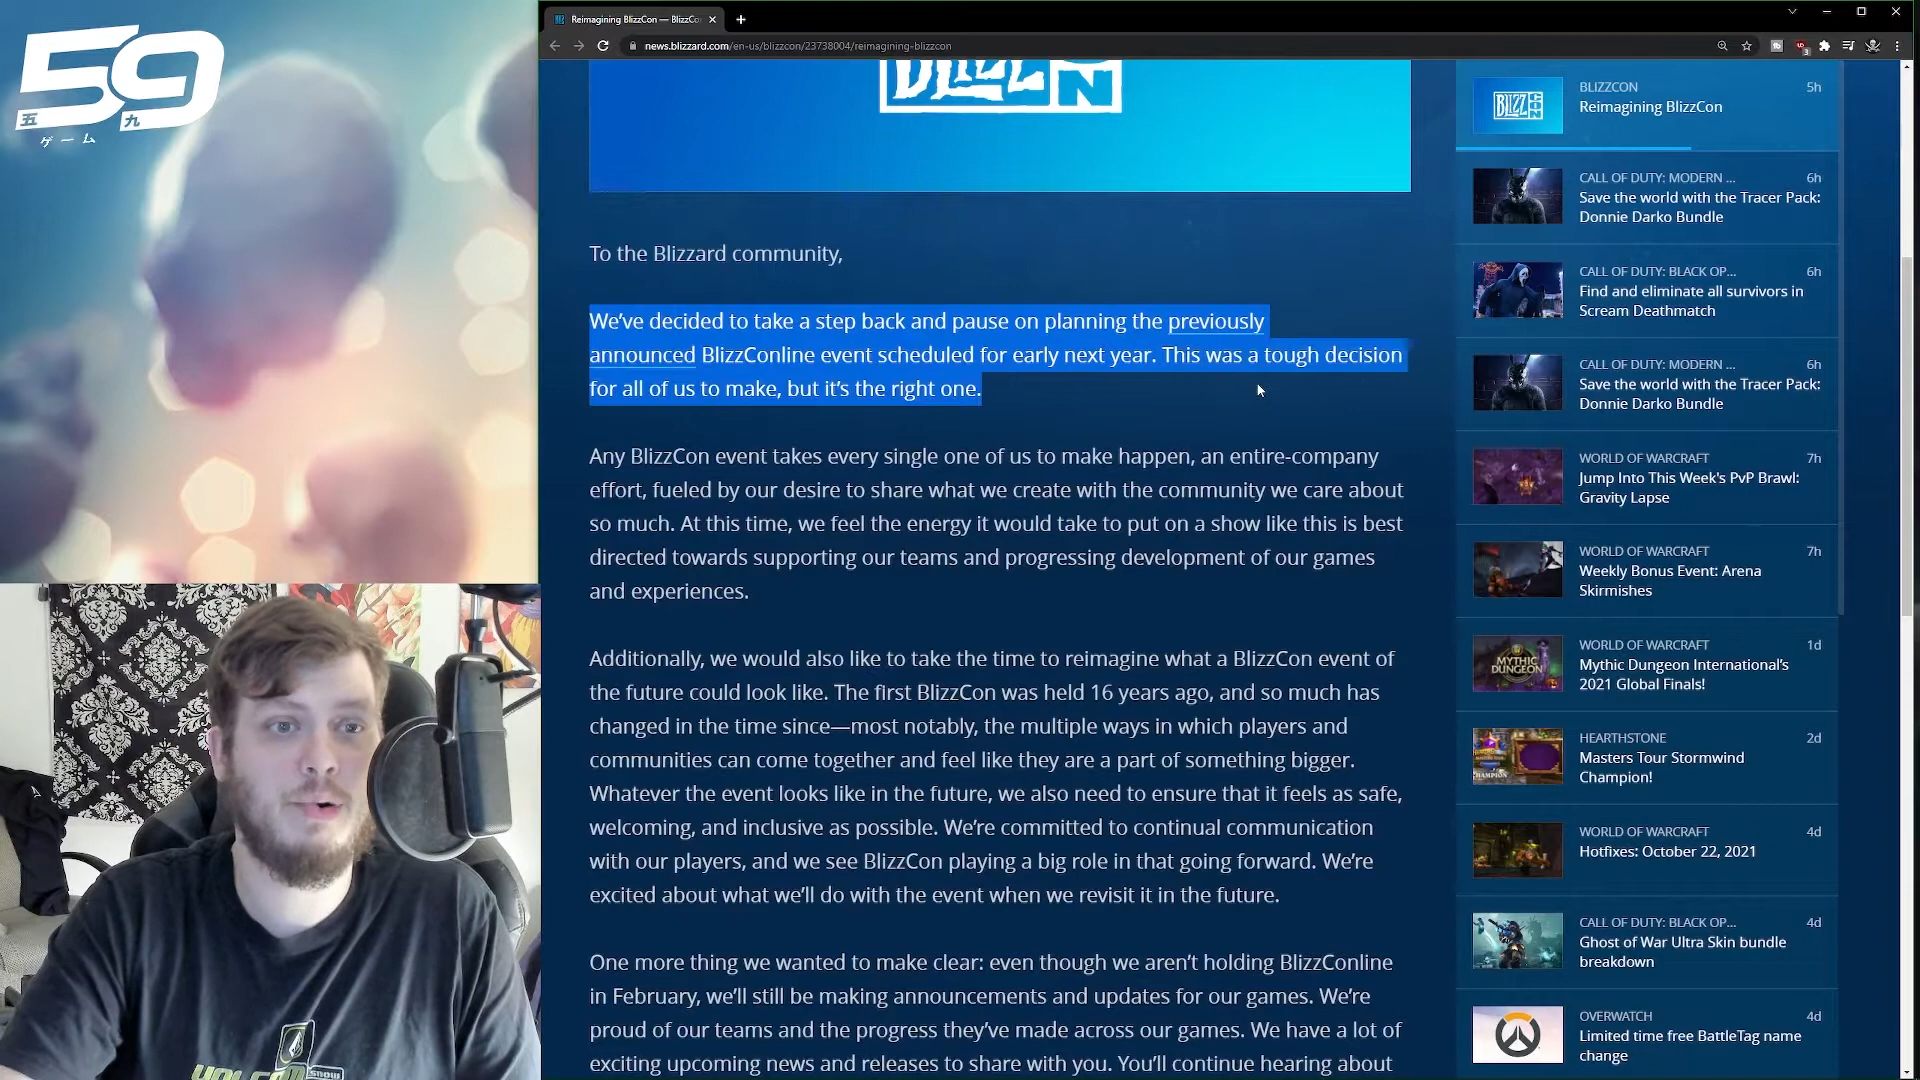 59
五 九
ゲーム
Reimagining BlizzCon — BlizzCo
news.blizzard.com/en-us/blizzcon/23738004/reimagining-blizzcon
BLIZZ
CON
To the Blizzard community,
We’ve decided to take a step back and pause on planning the previously
announced BlizzConline event scheduled for early next year. This was a tough decision
for all of us to make, but it’s the right one.
Any BlizzCon event takes every single one of us to make happen, an entire-company
effort, fueled by our desire to share what we create with the community we care about
so much. At this time, we feel the energy it would take to put on a show like this is best
directed towards supporting our teams and progressing development of our games
and experiences.
Additionally, we would also like to take the time to reimagine what a BlizzCon event of
the future could look like. The first BlizzCon was held 16 years ago, and so much has
changed in the time since—most notably, the multiple ways in which players and
communities can come together and feel like they are a part of something bigger.
Whatever the event looks like in the future, we also need to ensure that it feels as safe,
welcoming, and inclusive as possible. We’re committed to continual communication
with our players, and we see BlizzCon playing a big role in that going forward. We’re
excited about what we’ll do with the event when we revisit it in the future.
One more thing we wanted to make clear: even though we aren’t holding BlizzConline
in February, we’ll still be making announcements and updates for our games. We’re
proud of our teams and the progress they’ve made across our games. We have a lot of
exciting upcoming news and releases to share with you. You’ll continue hearing about
BLIZZCON 5h
Reimagining BlizzCon
CALL OF DUTY: MODERN ... 6h
Save the world with the Tracer Pack:
Donnie Darko Bundle
CALL OF DUTY: BLACK OP... 6h
Find and eliminate all survivors in
Scream Deathmatch
CALL OF DUTY: MODERN ... 6h
Save the world with the Tracer Pack:
Donnie Darko Bundle
WORLD OF WARCRAFT 7h
Jump Into This Week's PvP Brawl:
Gravity Lapse
WORLD OF WARCRAFT 7h
Weekly Bonus Event: Arena
Skirmishes
MYTHIC
DUNGEON
WORLD OF WARCRAFT 1d
Mythic Dungeon International’s
2021 Global Finals!
HEARTHSTONE 2d
Masters Tour Stormwind
Champion!
WORLD OF WARCRAFT 4d
Hotfixes: October 22, 2021
CALL OF DUTY: BLACK OP... 4d
Ghost of War Ultra Skin bundle
breakdown
OVERWATCH 4d
Limited time free BattleTag name
change